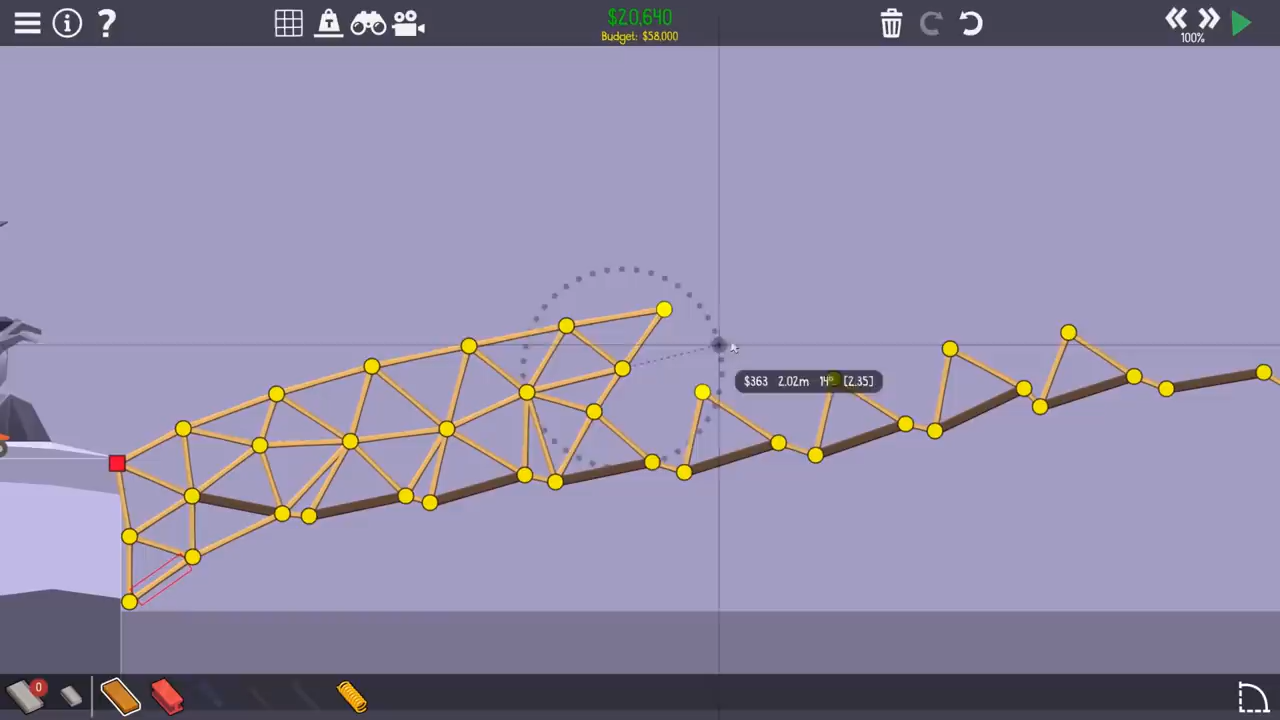 $20,640
Budget: $58,000
100%
$363 2.02m 14° [2.35]
0
T